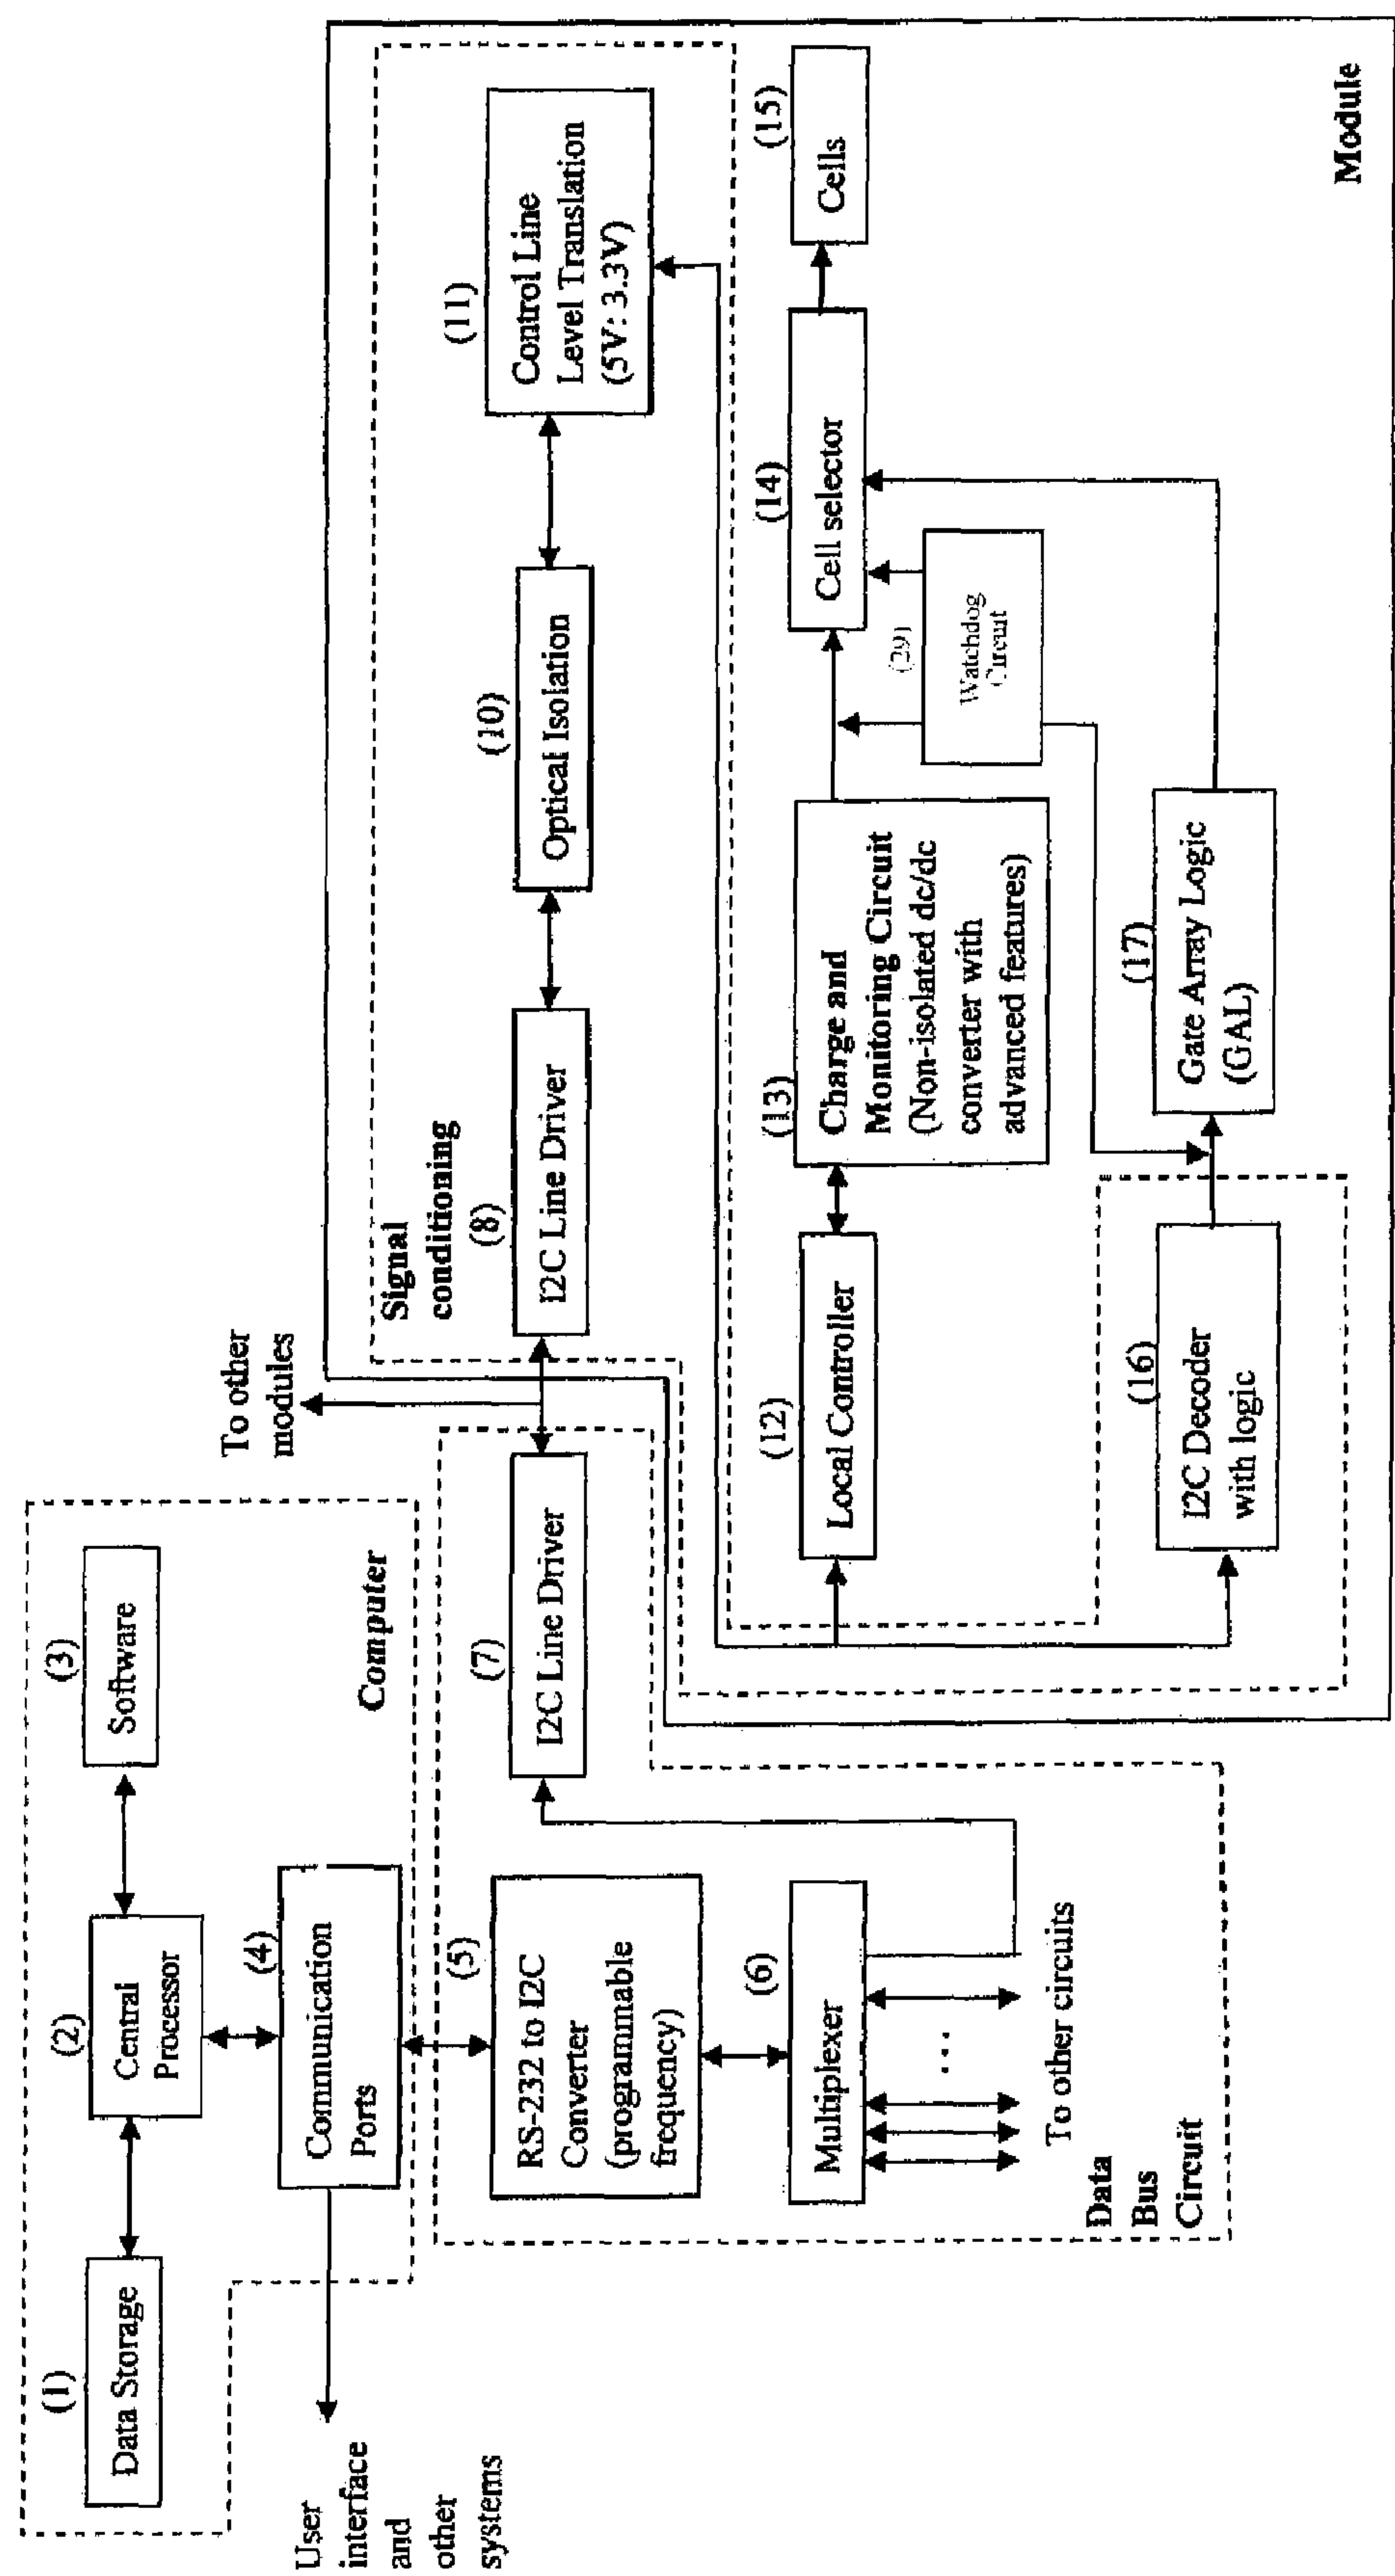 (1)
Data Storage
(2)
Central
Processor
(3)
Software
Computer
(4)
Communication
Ports
User
interface
and
other
systems
(5)
RS-232 to I2C
Converter
(programmable
frequency)
(6)
Multiplexer
...
To other circuits
Data
Bus
Circuit
(7)
I2C Line Driver
To other
modules
Signal
conditioning
(8)
I2C Line Driver
(10)
Optical Isolation
(11)
Control Line
Level Translation
(5V: 3.3V)
(12)
Local Controller
(13)
Charge and
Monitoring Circuit
(Non-isolated dc/dc
converter with
advanced features)
(14)
Cell selector
(15)
Cells
(29)
Watchdog
Circuit
(16)
I2C Decoder
with logic
(17)
Gate Array Logic
(GAL)
Module